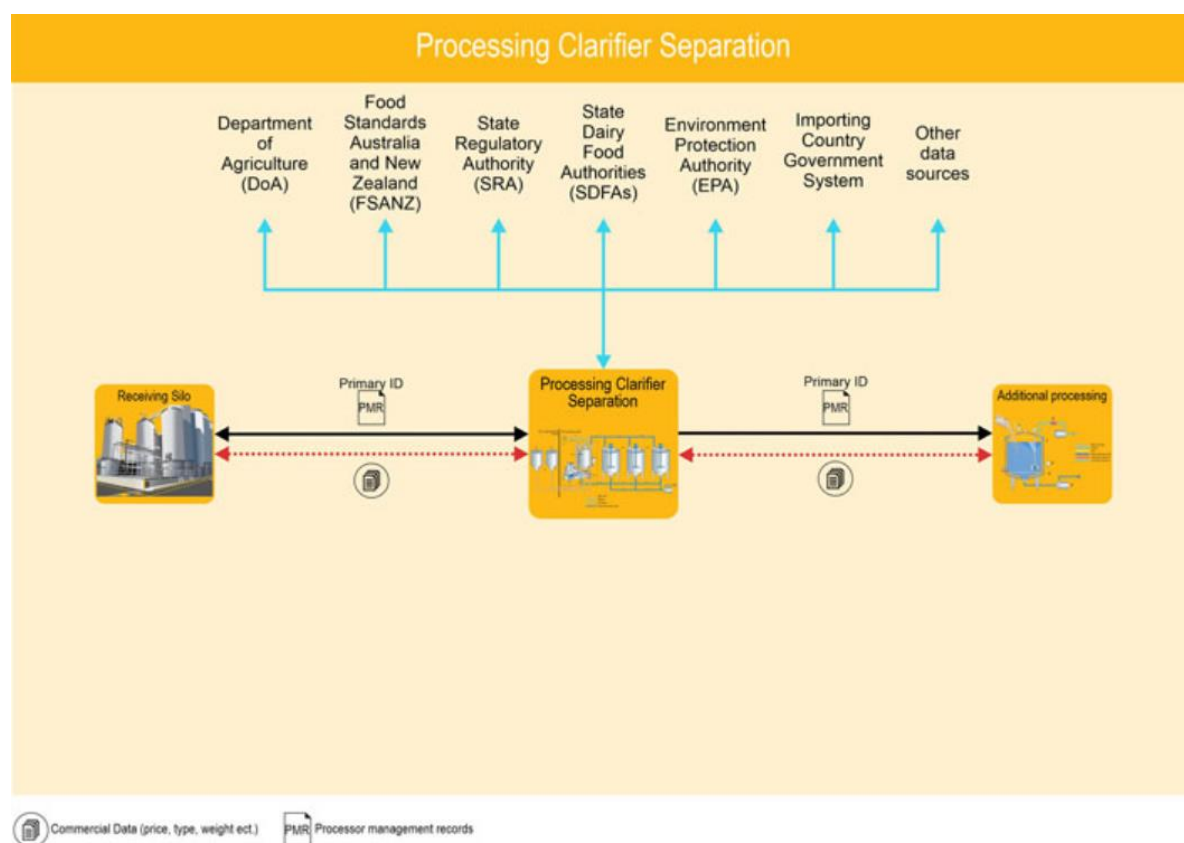 Processing Clarifier Separation
Department
of
Agriculture
(DoA)
Food
Standards
Australia
and New
Zealand
(FSANZ)
State
Regulatory
Authority
(SRA)
State
Dairy
Food
Authorities
(SDFAs)
Environment
Protection
Authority
(EPA)
Importing
Country
Government
System
Other
data
sources
Receiving Silo
Primary ID
PMR
Processing Clarifier
Separation
Primary ID
PMR
Additional processing
Commercial Data (price, type, weight ect.)
PMR Processor management records